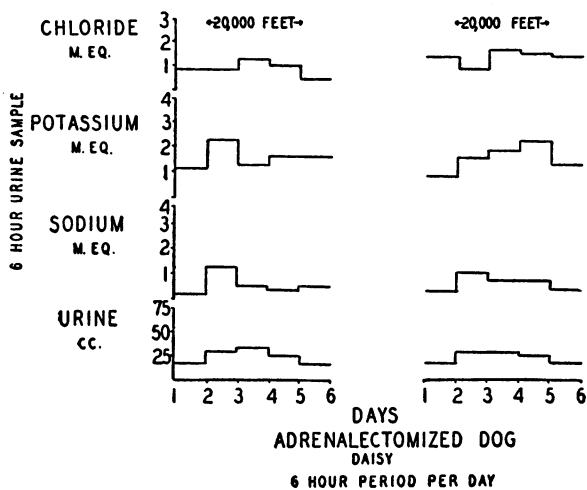 6 HOUR URINE SAMPLE
CHLORIDE
M. EQ.
3
2
1
←20,000 FEET→
←20,000 FEET→
POTASSIUM
M. EQ.
4
3
2
1
SODIUM
M. EQ.
4
3
2
1
URINE
CC.
75
50
25
1 2 3 4 5 6
1 2 3 4 5 6
DAYS
ADRENALECTOMIZED DOG
DAISY
6 HOUR PERIOD PER DAY